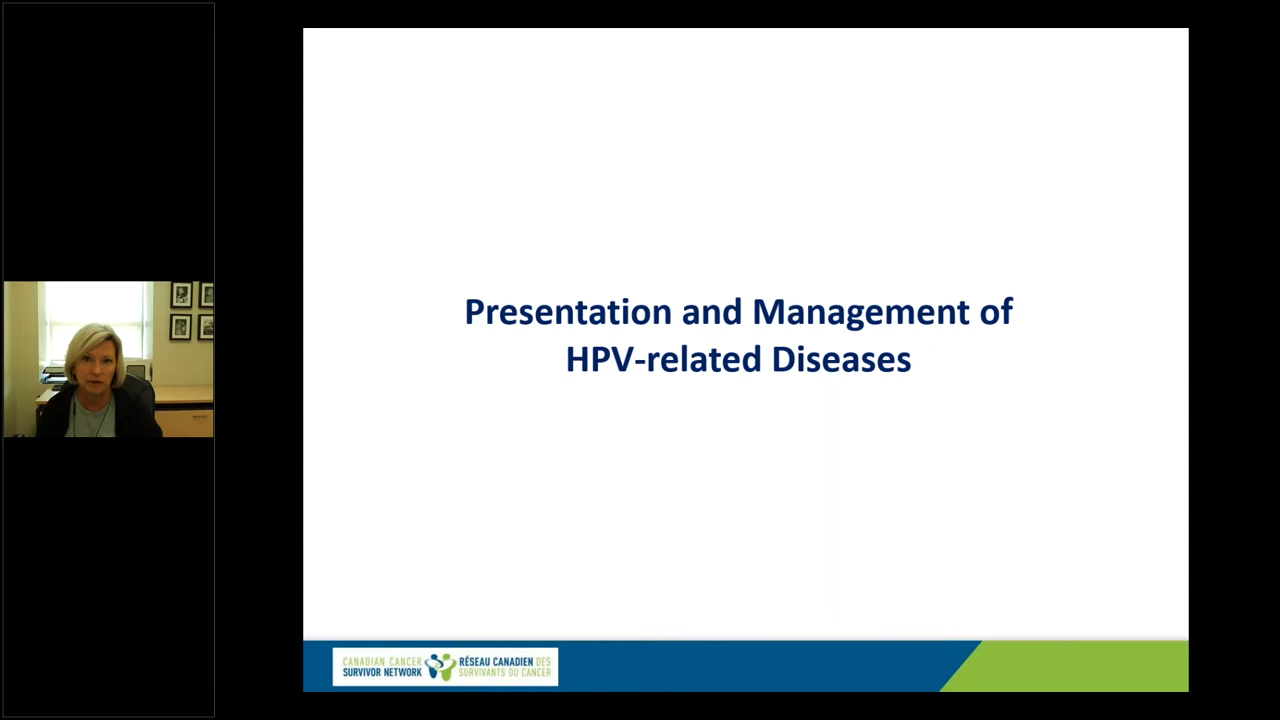 Presentation and Management of
HPV-related Diseases
CANADIAN CANCER
SURVIVOR NETWORK
RÉSEAU CANADIEN DES
SURVIVANTS DU CANCER